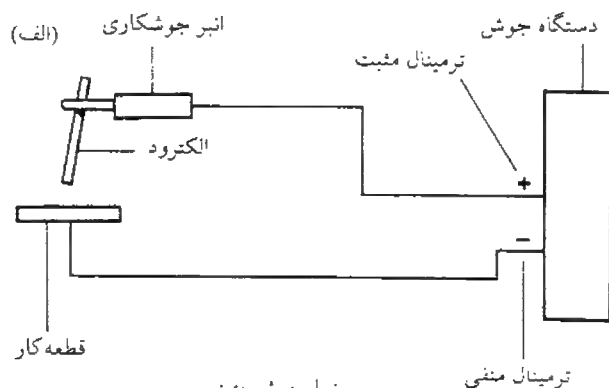 دستگاه جوش
انبر جوشکاری
(الف)
ترمینال مثبت
الکترود
+
−
قطعه‌کار
ترمینال منفی